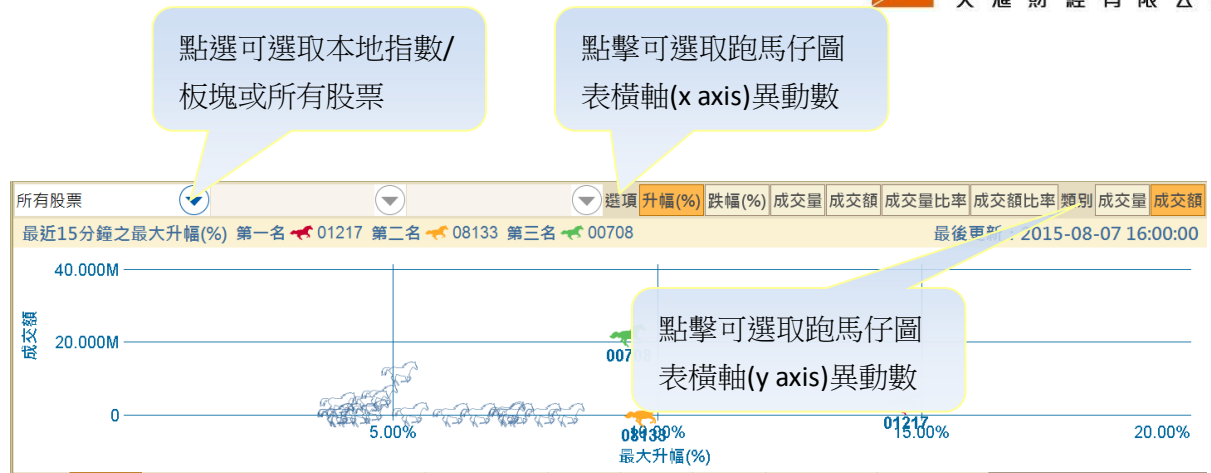 點選可選取本地指數/
板塊或所有股票
點擊可選取跑馬仔圖
表橫軸(x axis)異動數
所有股票 選項 升幅(%) 跌幅(%) 成交量 成交額 成交量比率 成交額比率 類別 成交量 成交額
最近15分鐘之最大升幅(%) 第一名 01217 第二名 08133 第三名 00708 最後更新：2015-08-07 16:00:00
40.000M
成交額
20.000M
0
點擊可選取跑馬仔圖
表橫軸(y axis)異動數
08133
01217
5.00% 15.00% 20.00%
最大升幅(%)